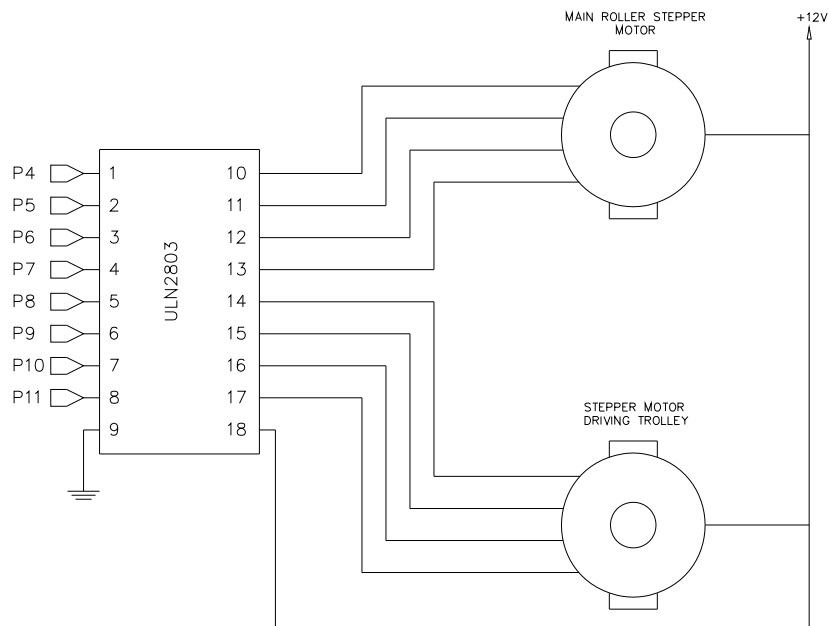 MAIN ROLLER STEPPER
MOTOR
+12V
P4 1 10
P5 2 11
P6 3 12
P7 4 13
P8 5 14
P9 6 15
P10 7 16
P11 8 17
9 18
ULN2803
STEPPER MOTOR
DRIVING TROLLEY